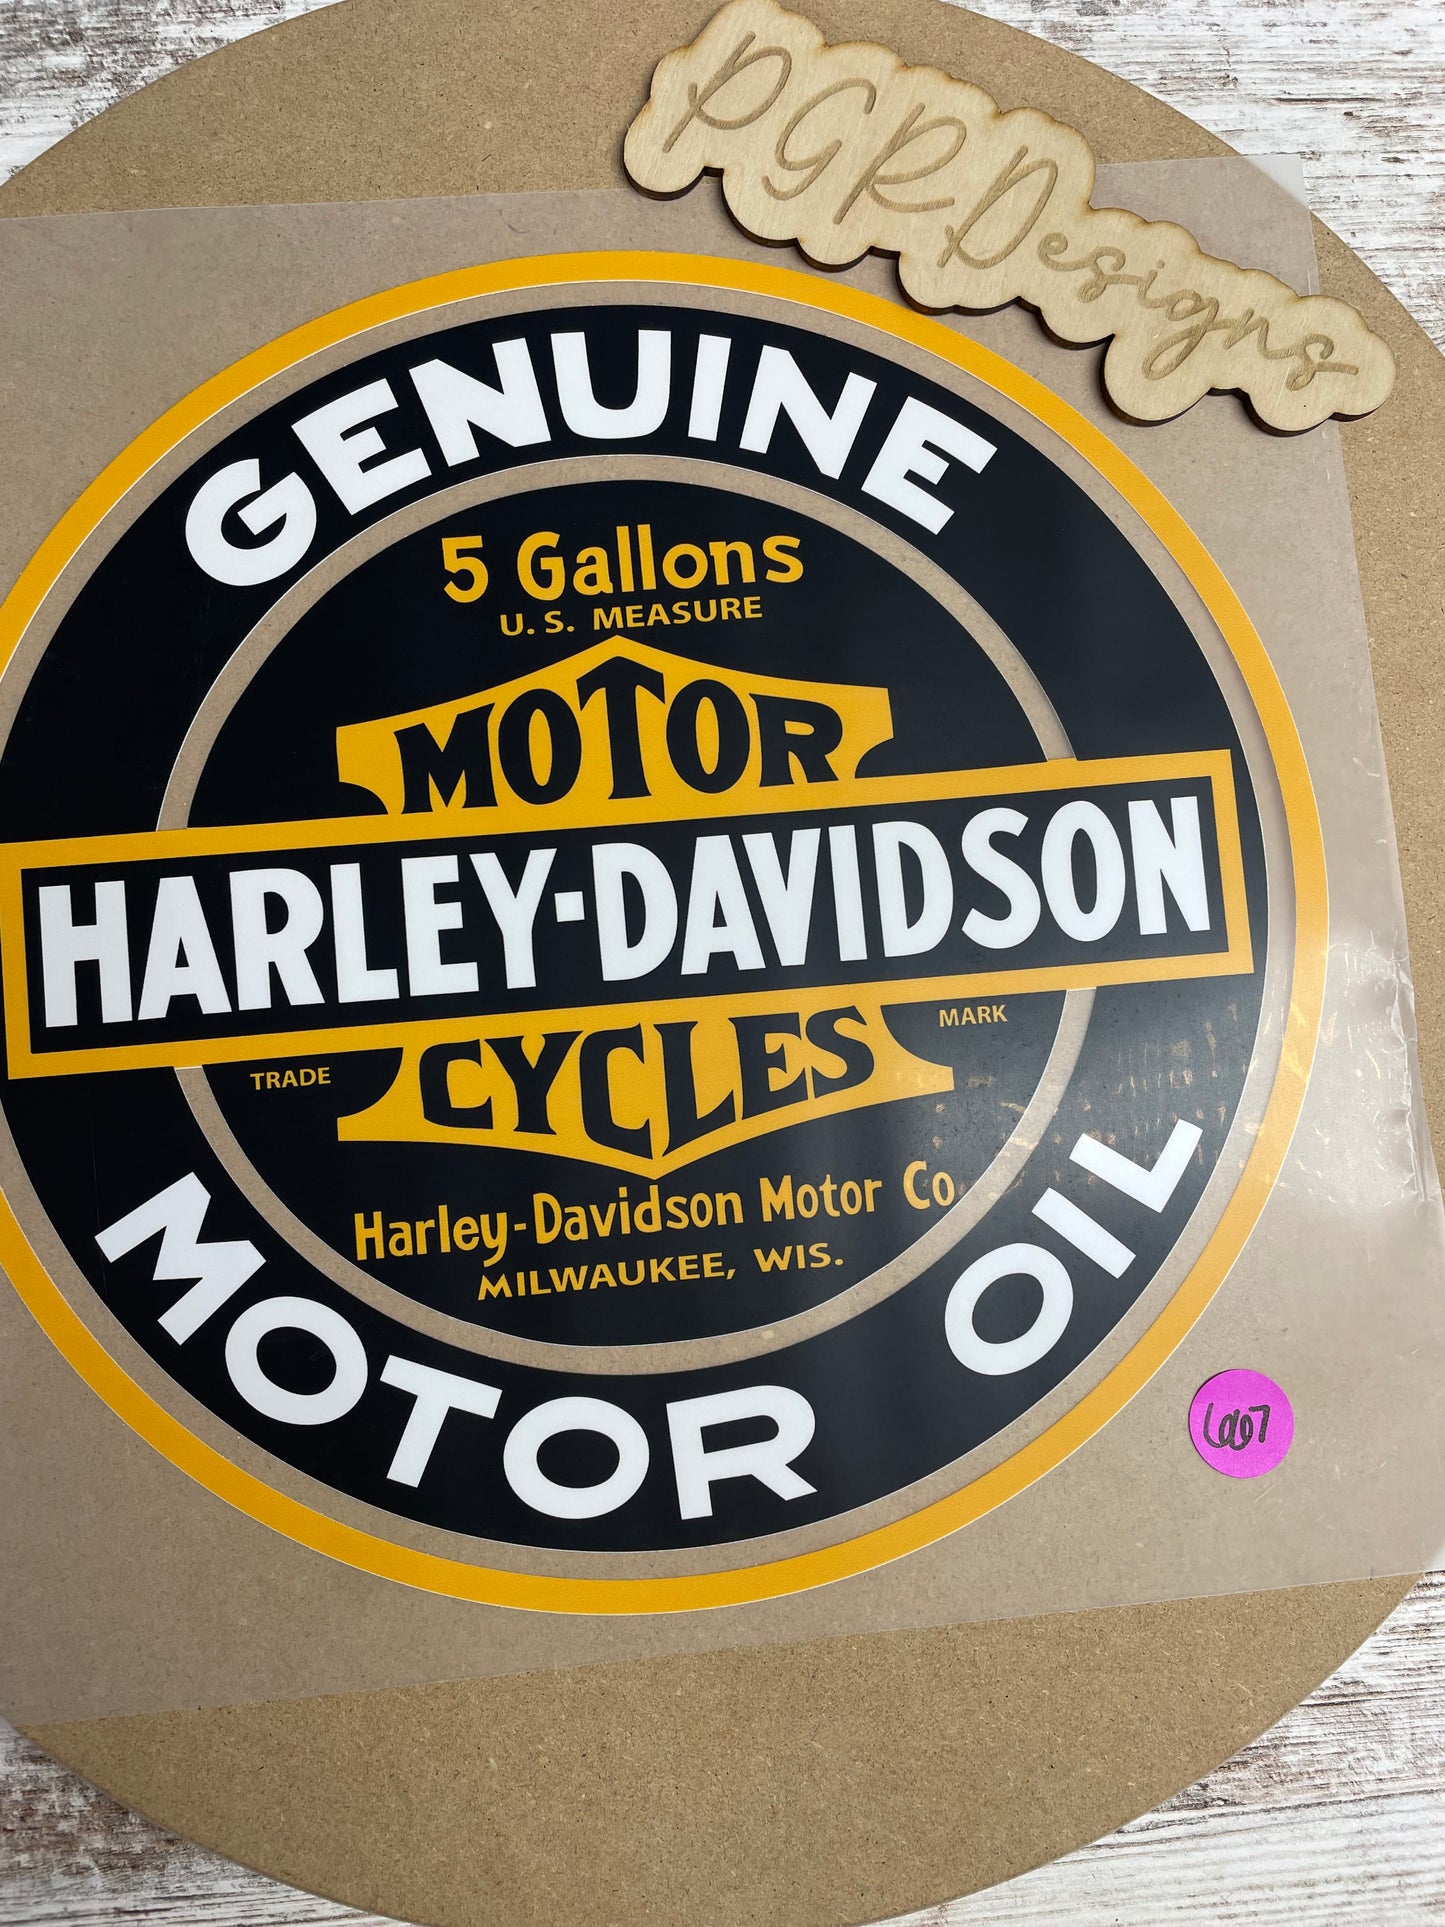 PGRDesigns
GENUINE
5 Gallons
U.S. MEASURE
MOTOR
HARLEY-DAVIDSON
CYCLES
TRADE
MARK
Harley-Davidson Motor Co
MILWAUKEE, WIS.
MOTOR OIL